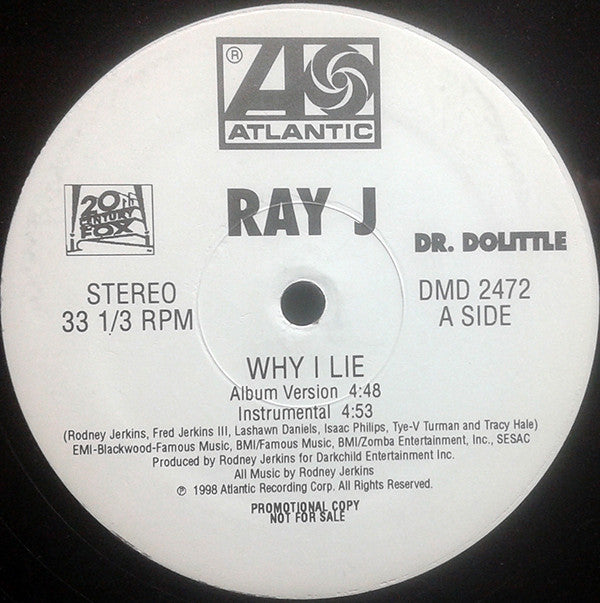 ®
ATLANTIC
RAY J
20th
CENTURY
FOX
DR. DOLITTLE
STEREO
33 1/3 RPM
DMD 2472
A SIDE
WHY I LIE
Album Version 4:48
Instrumental 4:53
(Rodney Jerkins, Fred Jerkins III, Lashawn Daniels, Isaac Philips, Tye-V Turman and Tracy Hale)
EMI-Blackwood-Famous Music, BMI/Famous Music, BMI/Zomba Entertainment, Inc., SESAC
Produced by Rodney Jerkins for Darkchild Entertainment Inc.
All Music by Rodney Jerkins
℗ 1998 Atlantic Recording Corp. All Rights Reserved.
PROMOTIONAL COPY
NOT FOR SALE